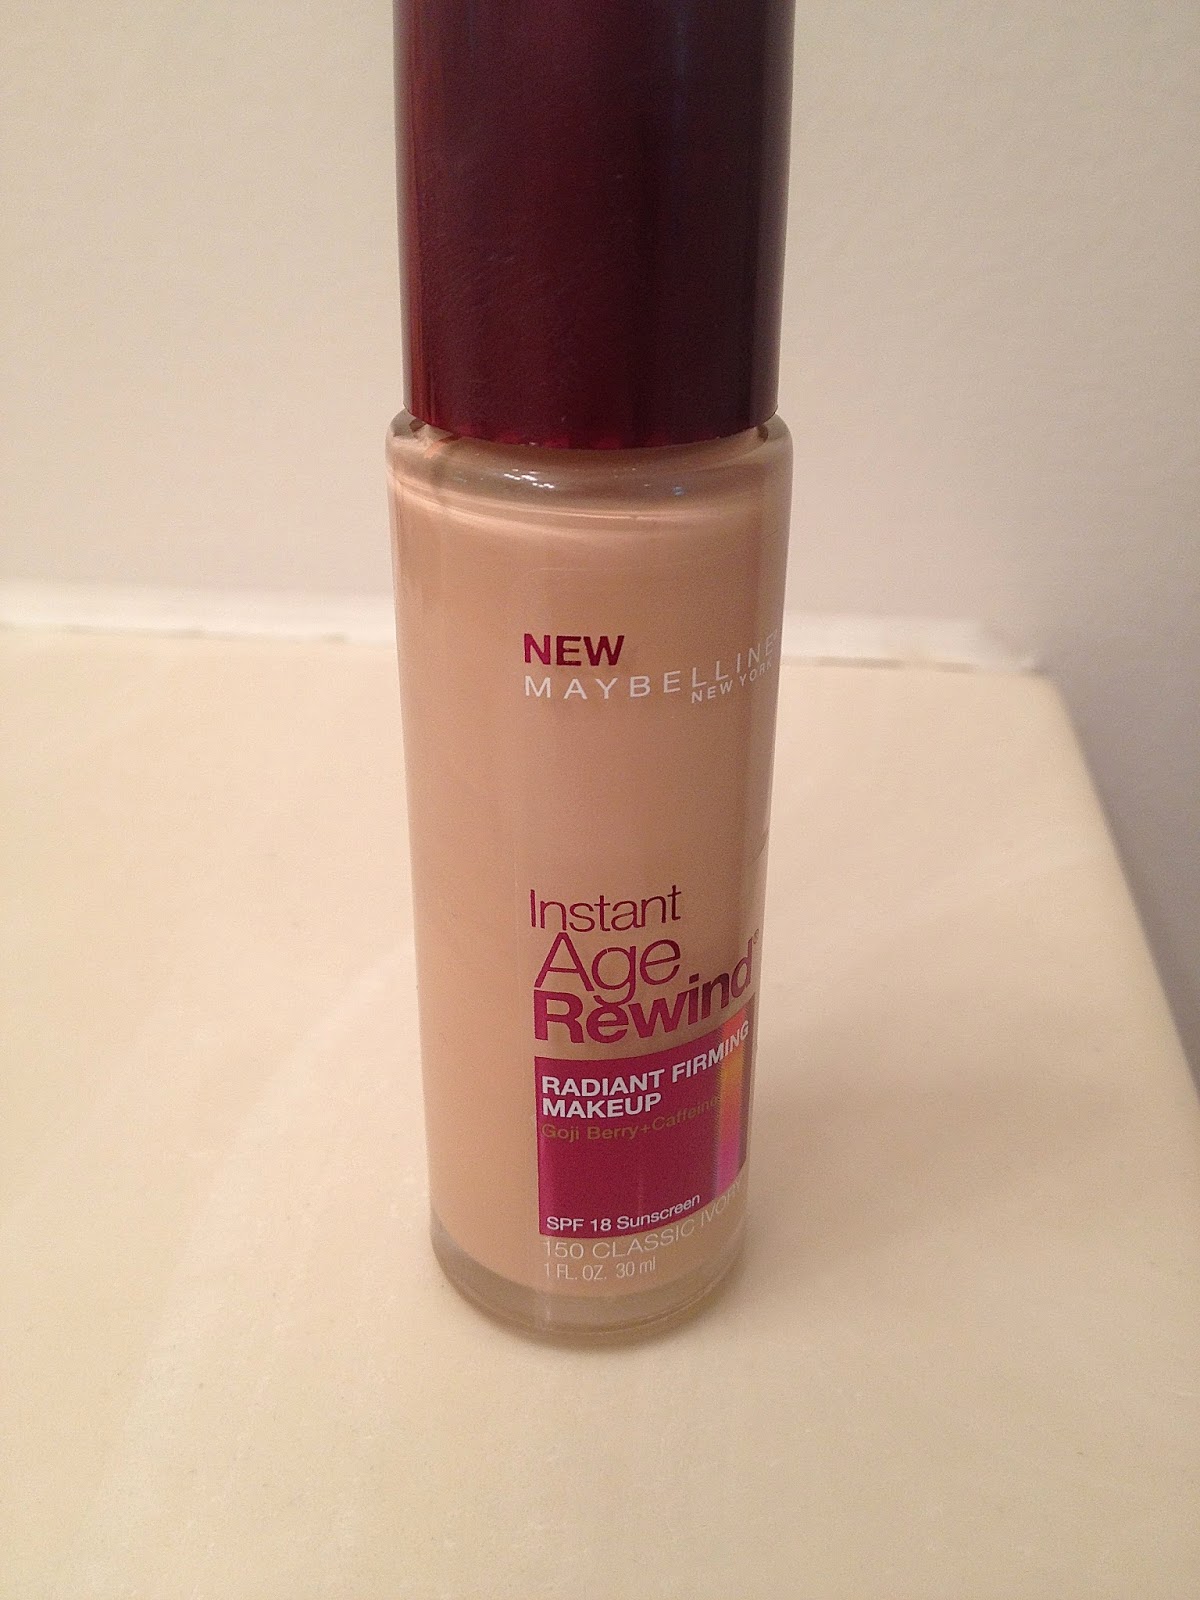 NEW
MAYBELLINE
NEW YORK
Instant
Age
Rewind®
RADIANT FIRMING
MAKEUP
Goji Berry+Caffeine
SPF 18 Sunscreen
150 CLASSIC IVORY
1 FL. OZ. 30 ml